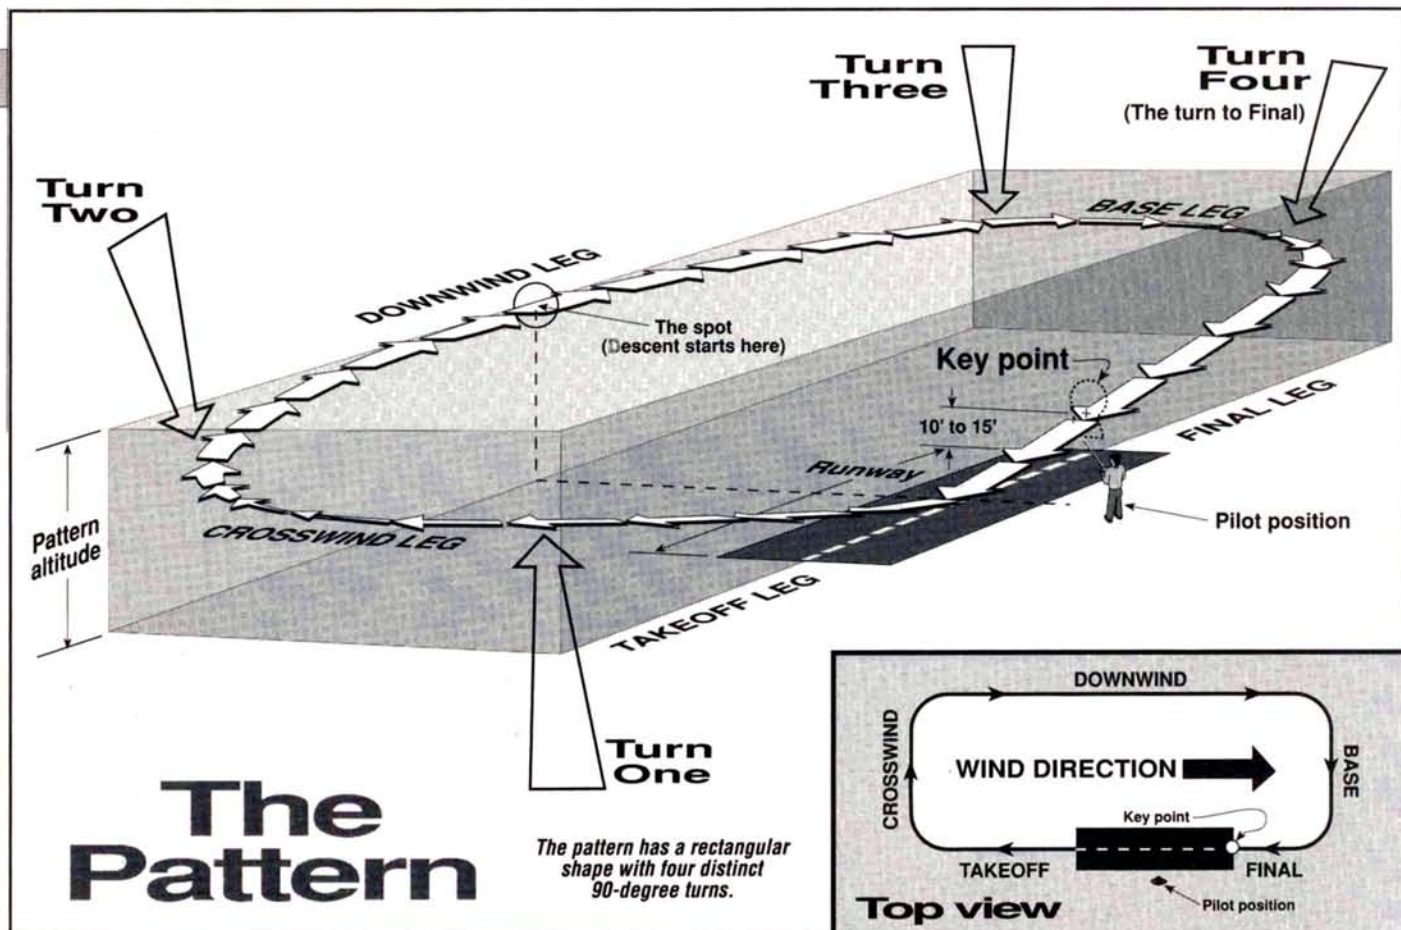 Turn
Three
Turn
Four
(The turn to Final)
Turn
Two
BASE LEG
DOWNWIND LEG
The spot
(Descent starts here)
Key point
10' to 15'
FINAL LEG
Runway
Pilot position
Pattern
altitude
CROSSWIND LEG
TAKEOFF LEG
Turn
One
The
Pattern
The pattern has a rectangular
shape with four distinct
90-degree turns.
DOWNWIND
CROSSWIND
WIND DIRECTION
BASE
Key point
TAKEOFF
FINAL
Pilot position
Top view